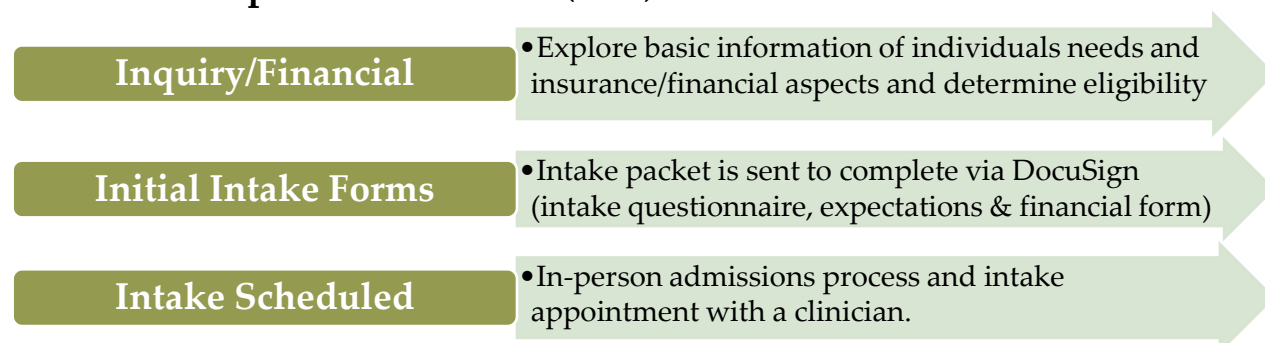 Inquiry/Financial
•Explore basic information of individuals needs and
insurance/financial aspects and determine eligibility
Initial Intake Forms
•Intake packet is sent to complete via DocuSign
(intake questionnaire, expectations & financial form)
Intake Scheduled
•In-person admissions process and intake
appointment with a clinician.